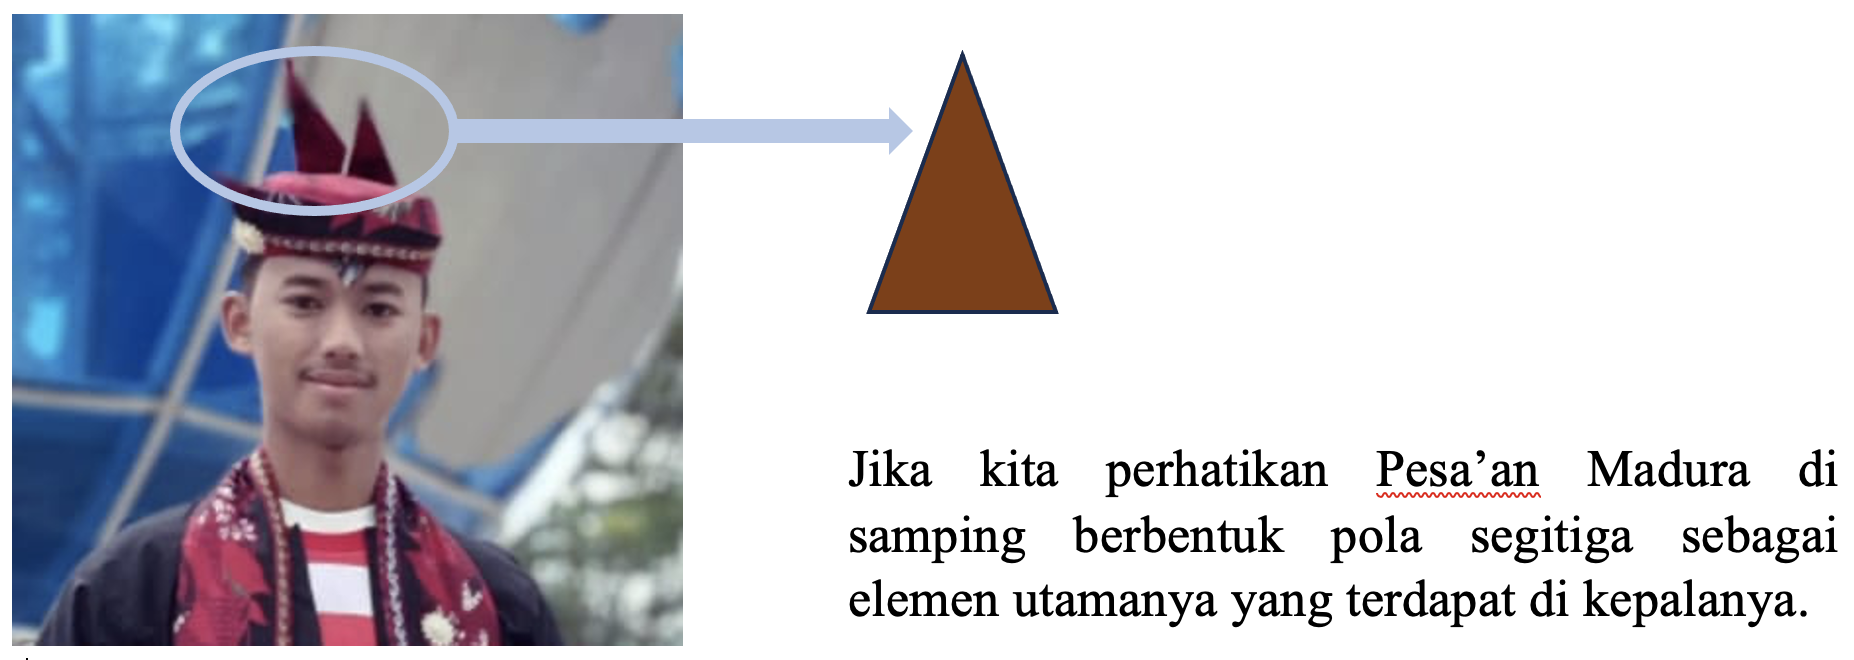 Jika kita perhatikan Pesa’an Madura di
samping berbentuk pola segitiga sebagai
elemen utamanya yang terdapat di kepalanya.